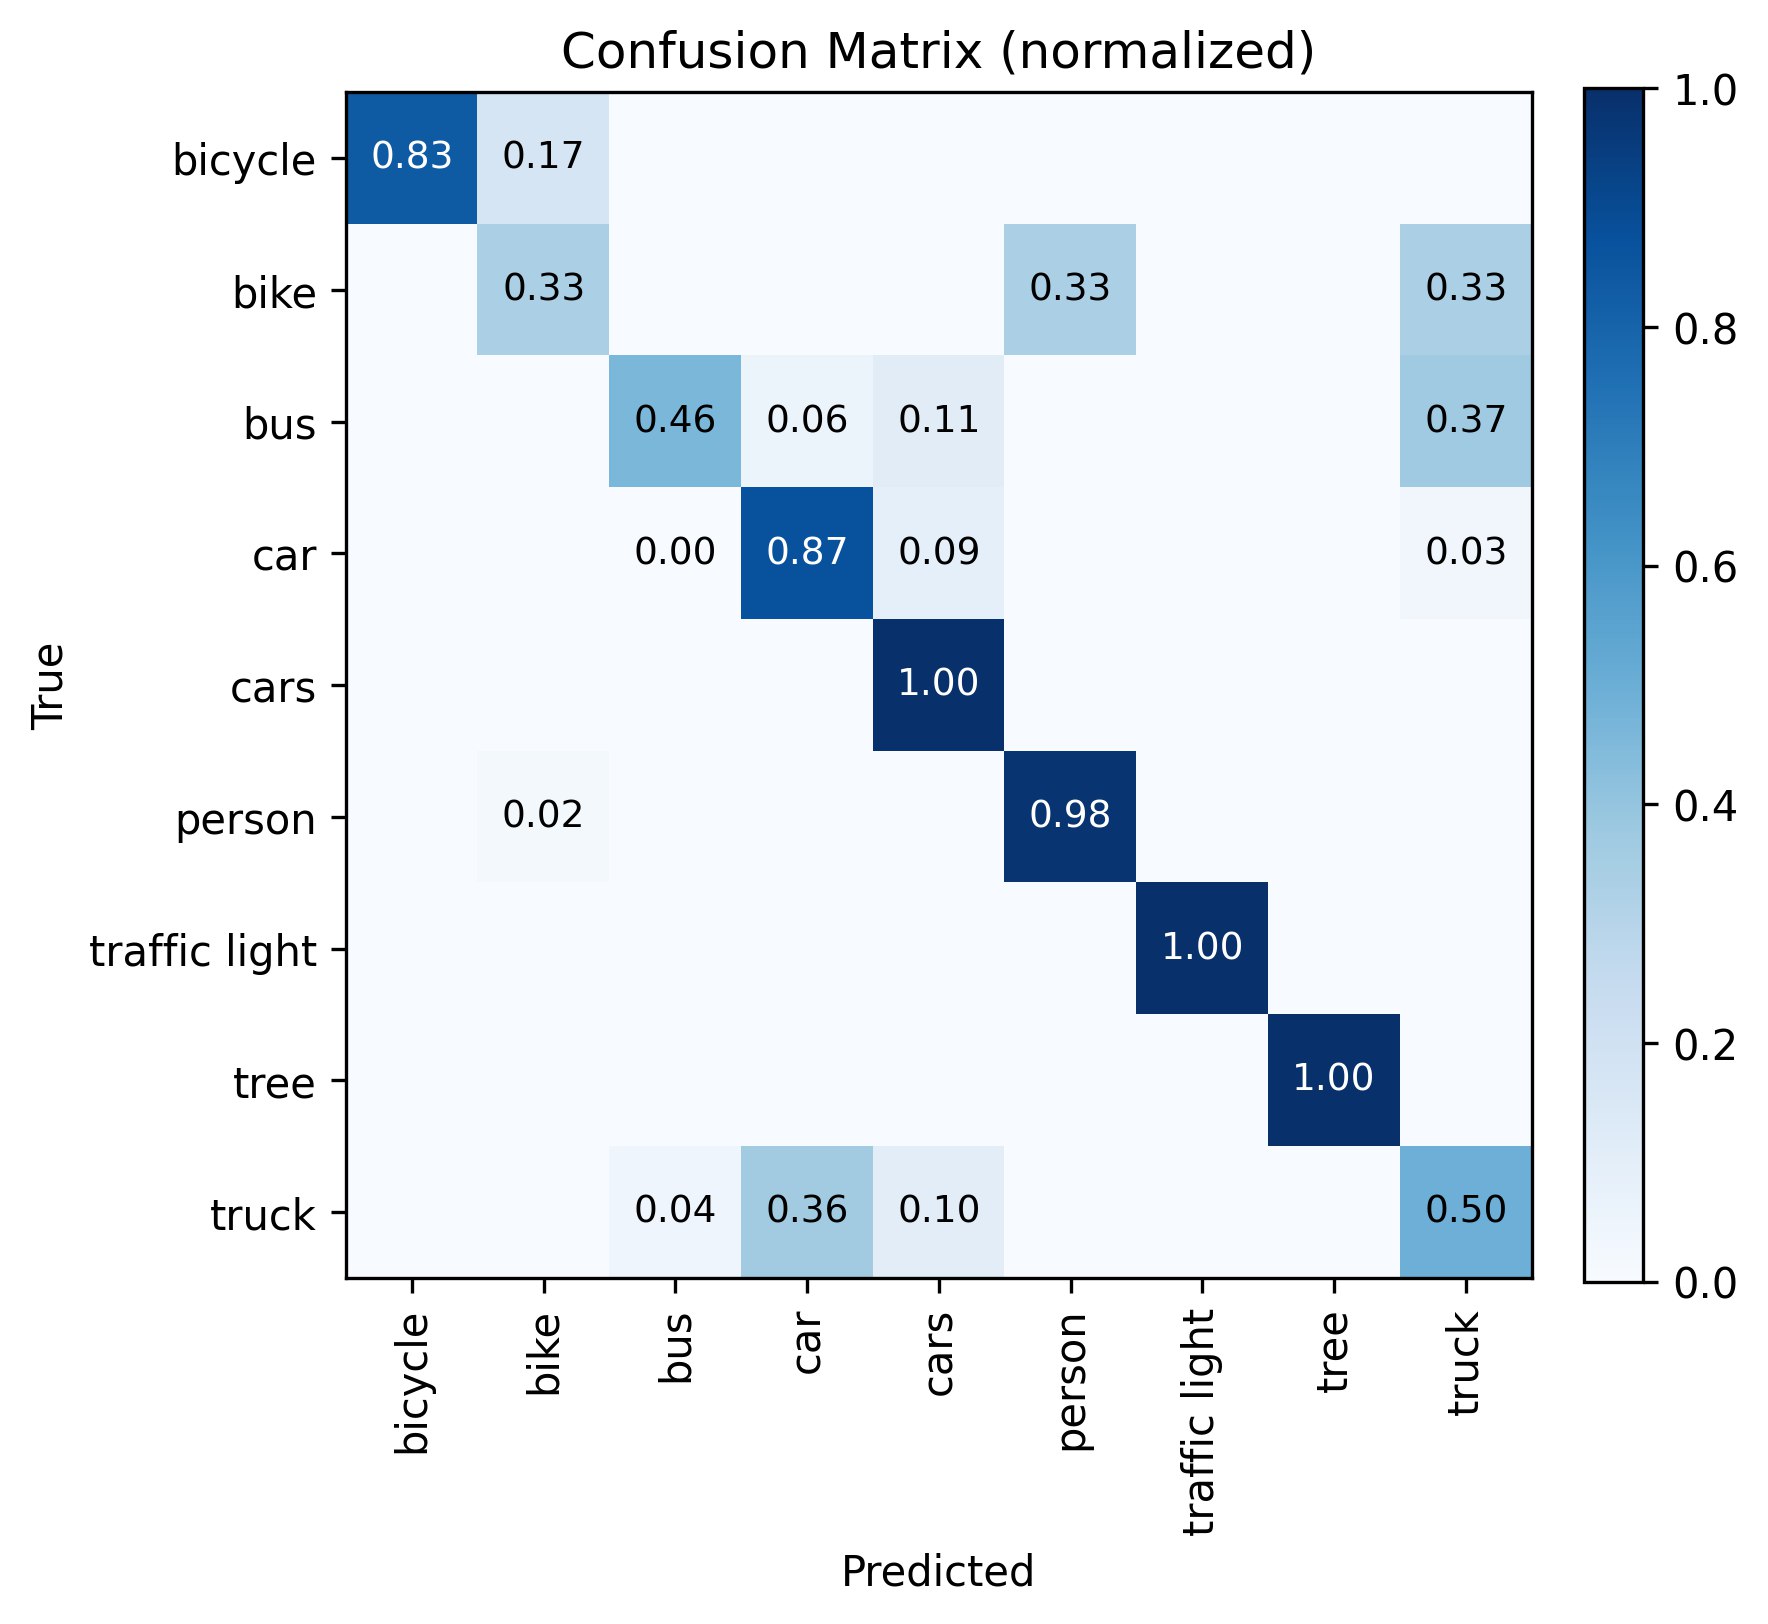 Confusion Matrix (normalized)
1.0
bicycle 0.83 0.17
bike 0.33 0.33 0.33
0.8
bus 0.46 0.06 0.11 0.37
car 0.00 0.87 0.09 0.03
0.6
True
cars 1.00
person 0.02 0.98
0.4
traffic light 1.00
0.2
tree 1.00
truck 0.04 0.36 0.10 0.50
0.0
bicycle
bike
bus
car
cars
person
traffic light
tree
truck
Predicted